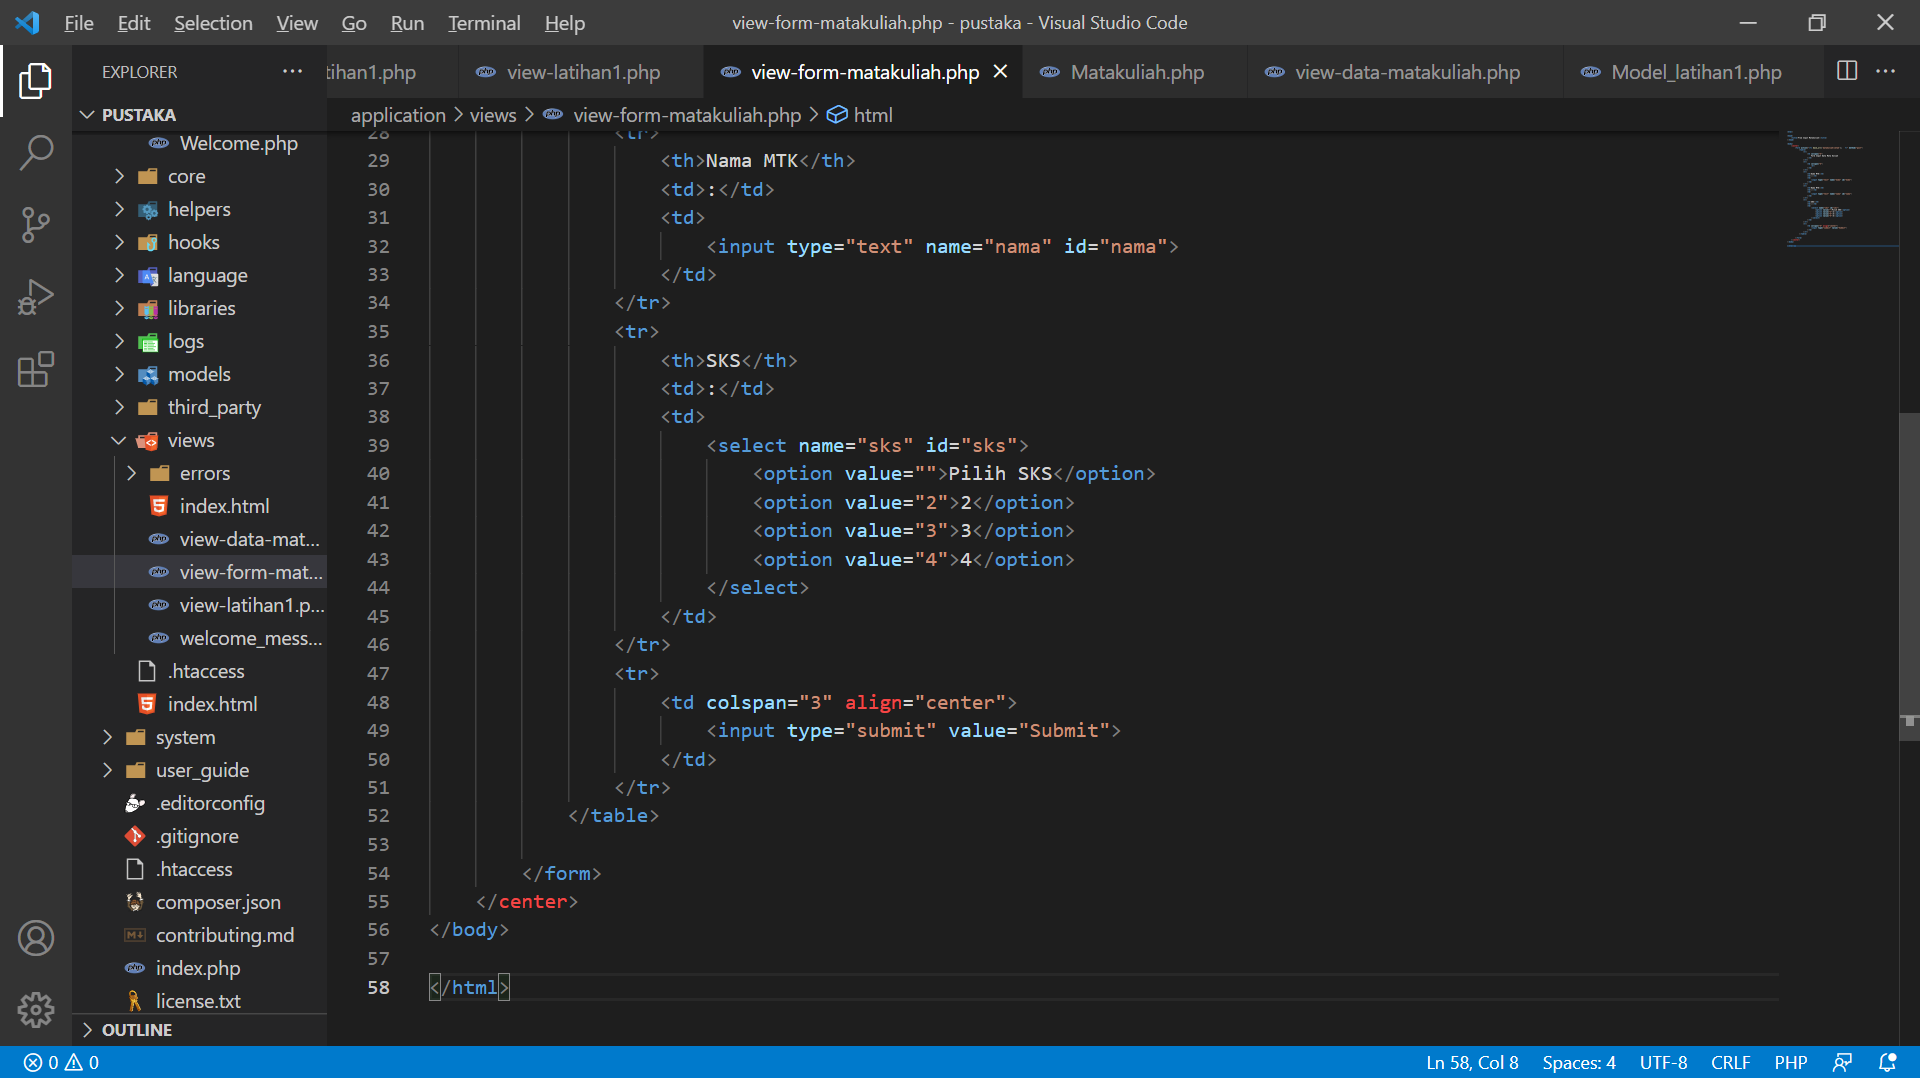 File Edit Selection View Go Run Terminal Help
view-form-matakuliah.php - pustaka - Visual Studio Code
EXPLORER
tihan1.php
view-latihan1.php
view-form-matakuliah.php
Matakuliah.php
view-data-matakuliah.php
Model_latihan1.php
application > views > view-form-matakuliah.php > html
PUSTAKA
Welcome.php
core
helpers
hooks
language
libraries
logs
models
third_party
views
errors
index.html
view-data-mat...
view-form-mat...
view-latihan1.p...
welcome_mess...
.htaccess
index.html
system
user_guide
.editorconfig
.gitignore
.htaccess
composer.json
contributing.md
index.php
license.txt
OUTLINE
28 <tr>
29 <th>Nama MTK</th>
30 <td>:</td>
31 <td>
32 <input type="text" name="nama" id="nama">
33 </td>
34 </tr>
35 <tr>
36 <th>SKS</th>
37 <td>:</td>
38 <td>
39 <select name="sks" id="sks">
40 <option value="">Pilih SKS</option>
41 <option value="2">2</option>
42 <option value="3">3</option>
43 <option value="4">4</option>
44 </select>
45 </td>
46 </tr>
47 <tr>
48 <td colspan="3" align="center">
49 <input type="submit" value="Submit">
50 </td>
51 </tr>
52 </table>
53
54 </form>
55 </center>
56 </body>
57
58 </html>
0 0
Ln 58, Col 8
Spaces: 4
UTF-8
CRLF
PHP